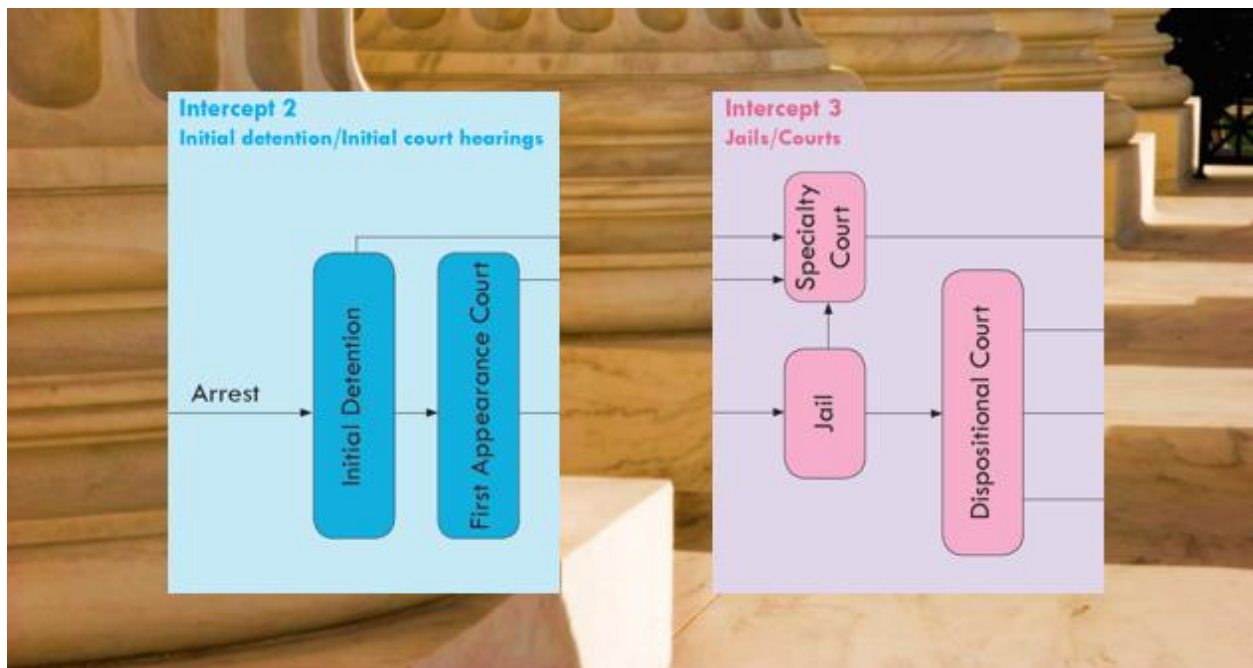 Intercept 2
Initial detention/Initial court hearings
Arrest
Initial Detention
First Appearance Court
Intercept 3
Jails/Courts
Specialty
Court
Jail
Dispositional Court